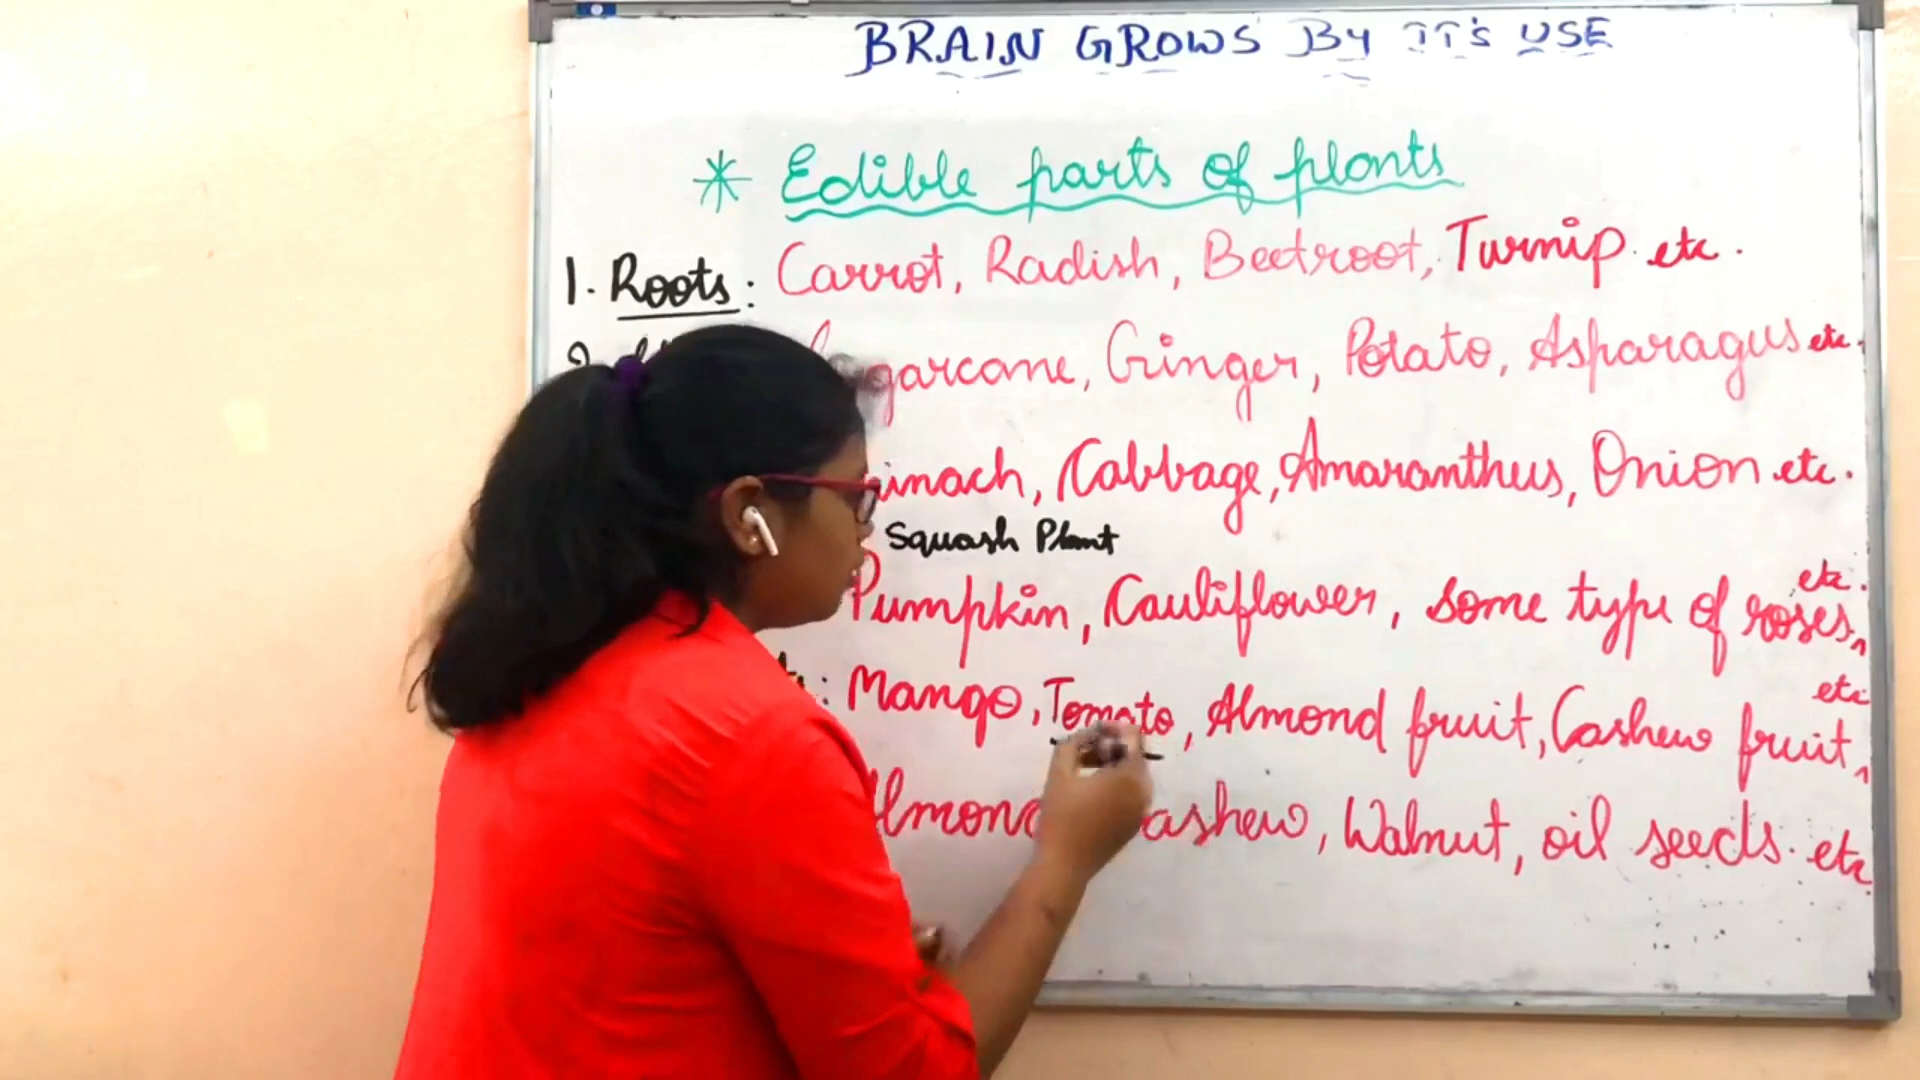 BRAIN GROWS BY IT's USE
* Edible parts of plants
1. Roots: Carrot, Radish, Beetroot, Turnip etc.
2. garcane, Ginger, Potato, Asparagus etc.
inach, Cabbage, Amaranthus, Onion etc.
Squash Plant
Pumpkin, Cauliflower, some type of roses, etc.
: Mango, Tomato, Almond fruit, Cashew fruit, etc
Almond ashew, Walnut, oil seeds. etc